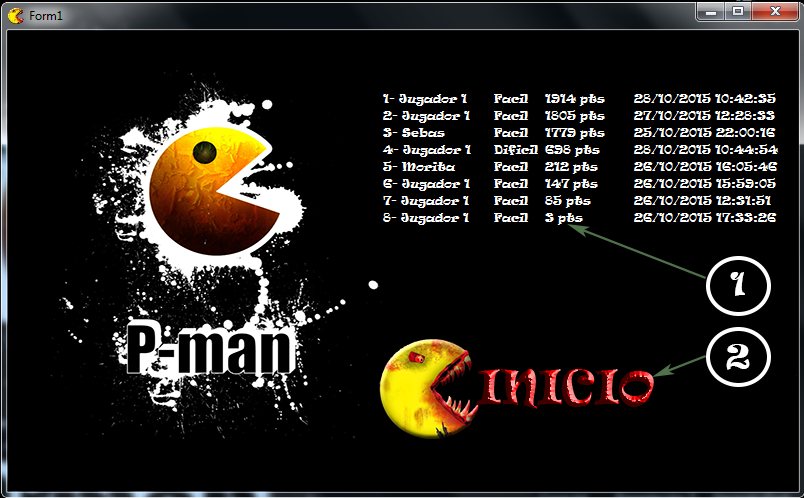 Form1
1- Jugador 1 Facil 1914 pts 28/10/2015 10:42:35
2- Jugador 1 Facil 1805 pts 27/10/2015 12:28:33
3- Sebas Facil 1779 pts 25/10/2015 22:00:16
4- Jugador 1 Dificil 698 pts 28/10/2015 10:44:54
5- Morita Facil 212 pts 26/10/2015 16:05:46
6- Jugador 1 Facil 147 pts 26/10/2015 15:59:05
7- Jugador 1 Facil 85 pts 26/10/2015 12:31:51
8- Jugador 1 Facil 3 pts 26/10/2015 17:33:26
1
P-man
2
INICIO